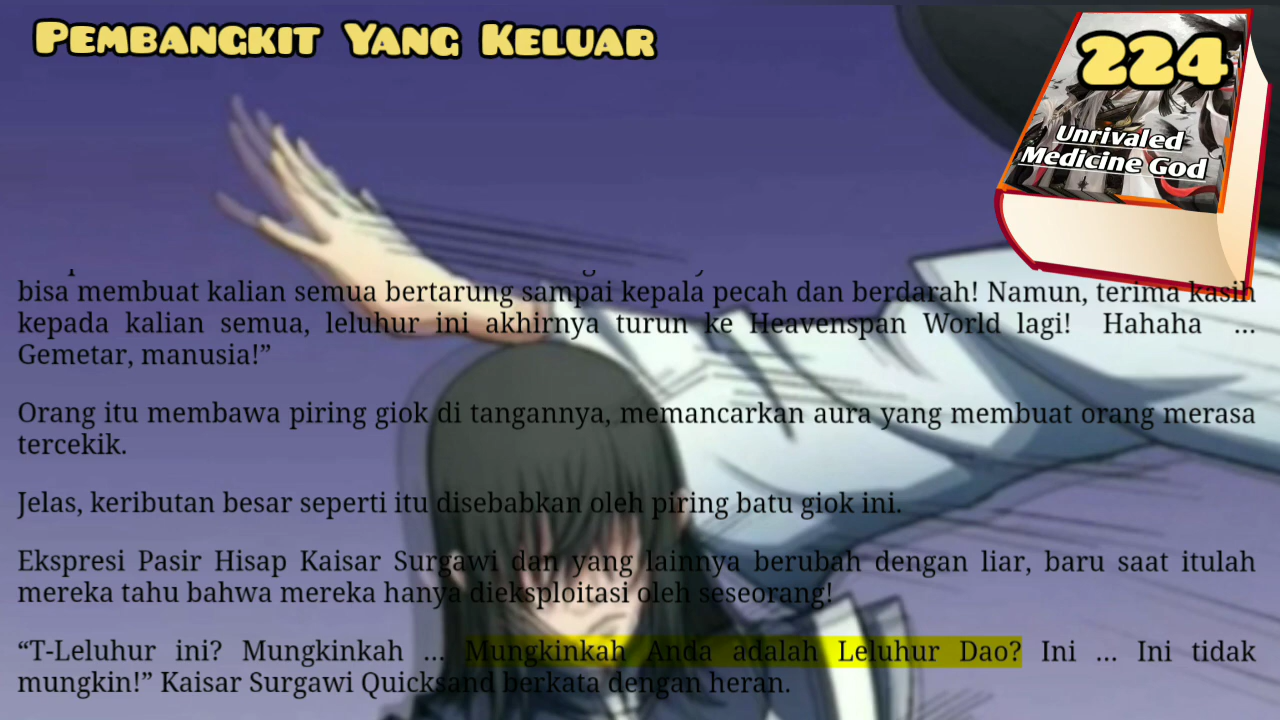 Pembangkit Yang Keluar
224
Unrivaled
Medicine God
bisa membuat kalian semua bertarung sampai kepala pecah dan berdarah! Namun, terima kasih
kepada kalian semua, leluhur ini akhirnya turun ke Heavenspan World lagi! Hahaha ...
Gemetar, manusia!”
Orang itu membawa piring giok di tangannya, memancarkan aura yang membuat orang merasa
tercekik.
Jelas, keributan besar seperti itu disebabkan oleh piring batu giok ini.
Ekspresi Pasir Hisap Kaisar Surgawi dan yang lainnya berubah dengan liar, baru saat itulah
mereka tahu bahwa mereka hanya dieksploitasi oleh seseorang!
“T-Leluhur ini? Mungkinkah ... Mungkinkah Anda adalah Leluhur Dao? Ini ... Ini tidak
mungkin!” Kaisar Surgawi Quicksand berkata dengan heran.